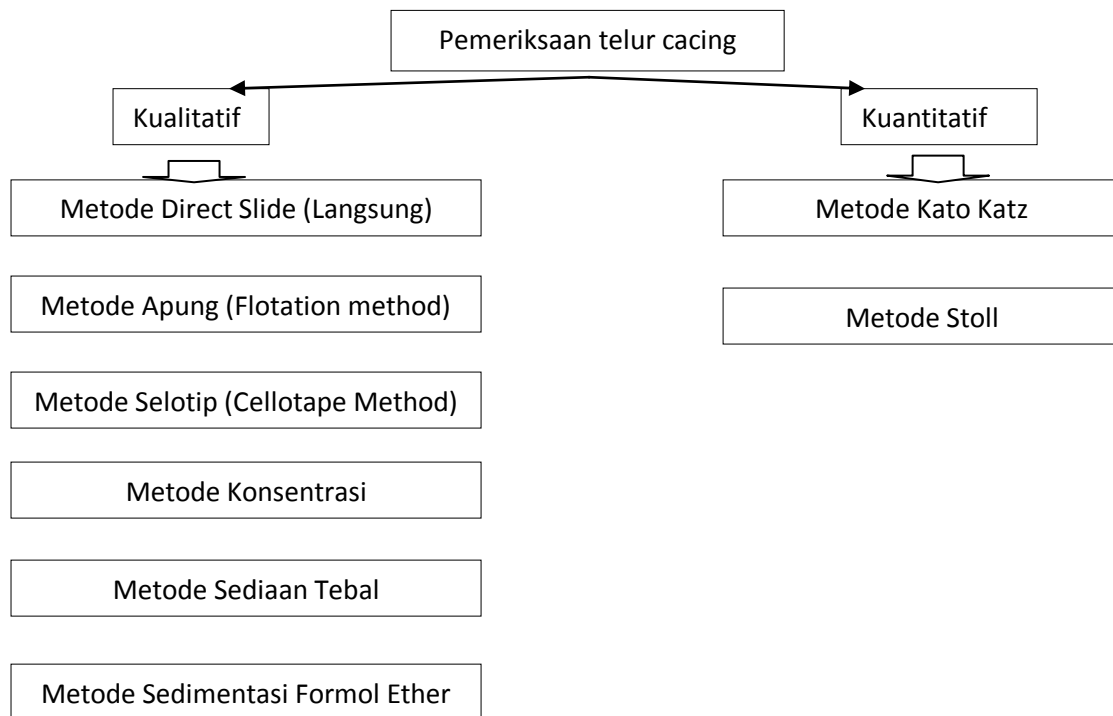 Pemeriksaan telur cacing
Kualitatif
Kuantitatif
Metode Direct Slide (Langsung)
Metode Kato Katz
Metode Apung (Flotation method)
Metode Stoll
Metode Selotip (Cellotape Method)
Metode Konsentrasi
Metode Sediaan Tebal
Metode Sedimentasi Formol Ether